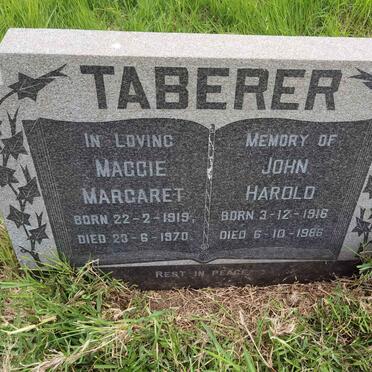 TABERER
IN LOVING
MAGGIE
MARGARET
BORN 22-2-1919,
DIED 23-6-1970
MEMORY OF
JOHN
HAROLD
BORN 3-12-1916
DIED 6-10-1986
REST IN PEACE